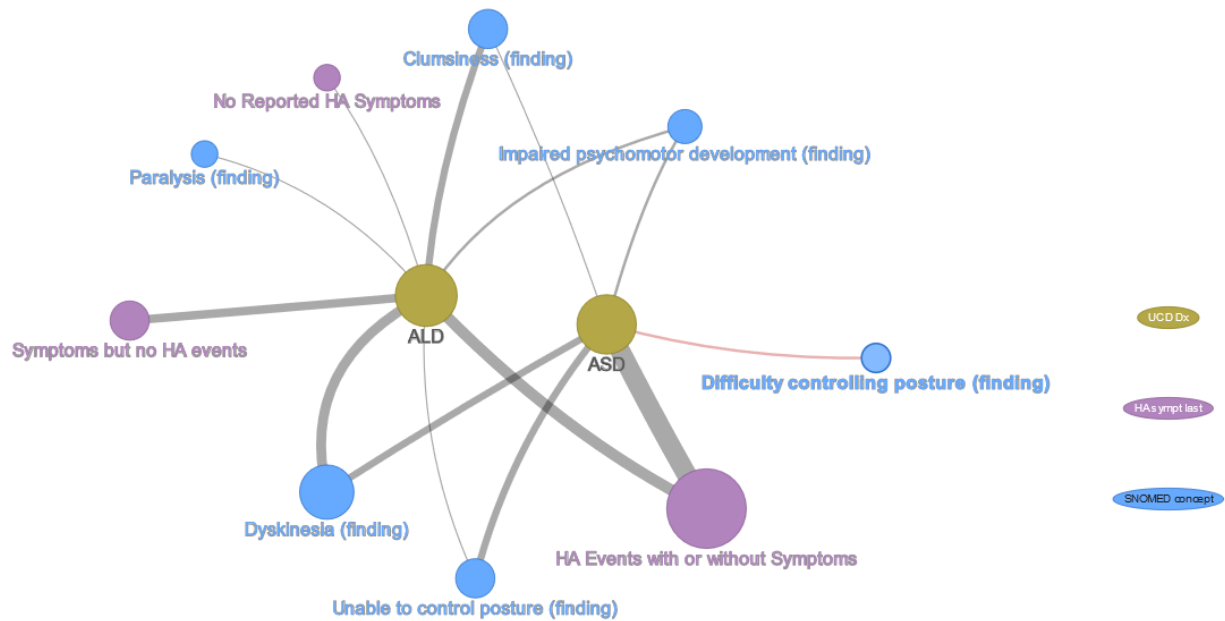 Clumsiness (finding)
No Reported HA Symptoms
Impaired psychomotor development (finding)
Paralysis (finding)
ALD
UCD Dx
Symptoms but no HA events
ASD
Difficulty controlling posture (finding)
HA sympt last
SNOMED concept
Dyskinesia (finding)
HA Events with or without Symptoms
Unable to control posture (finding)